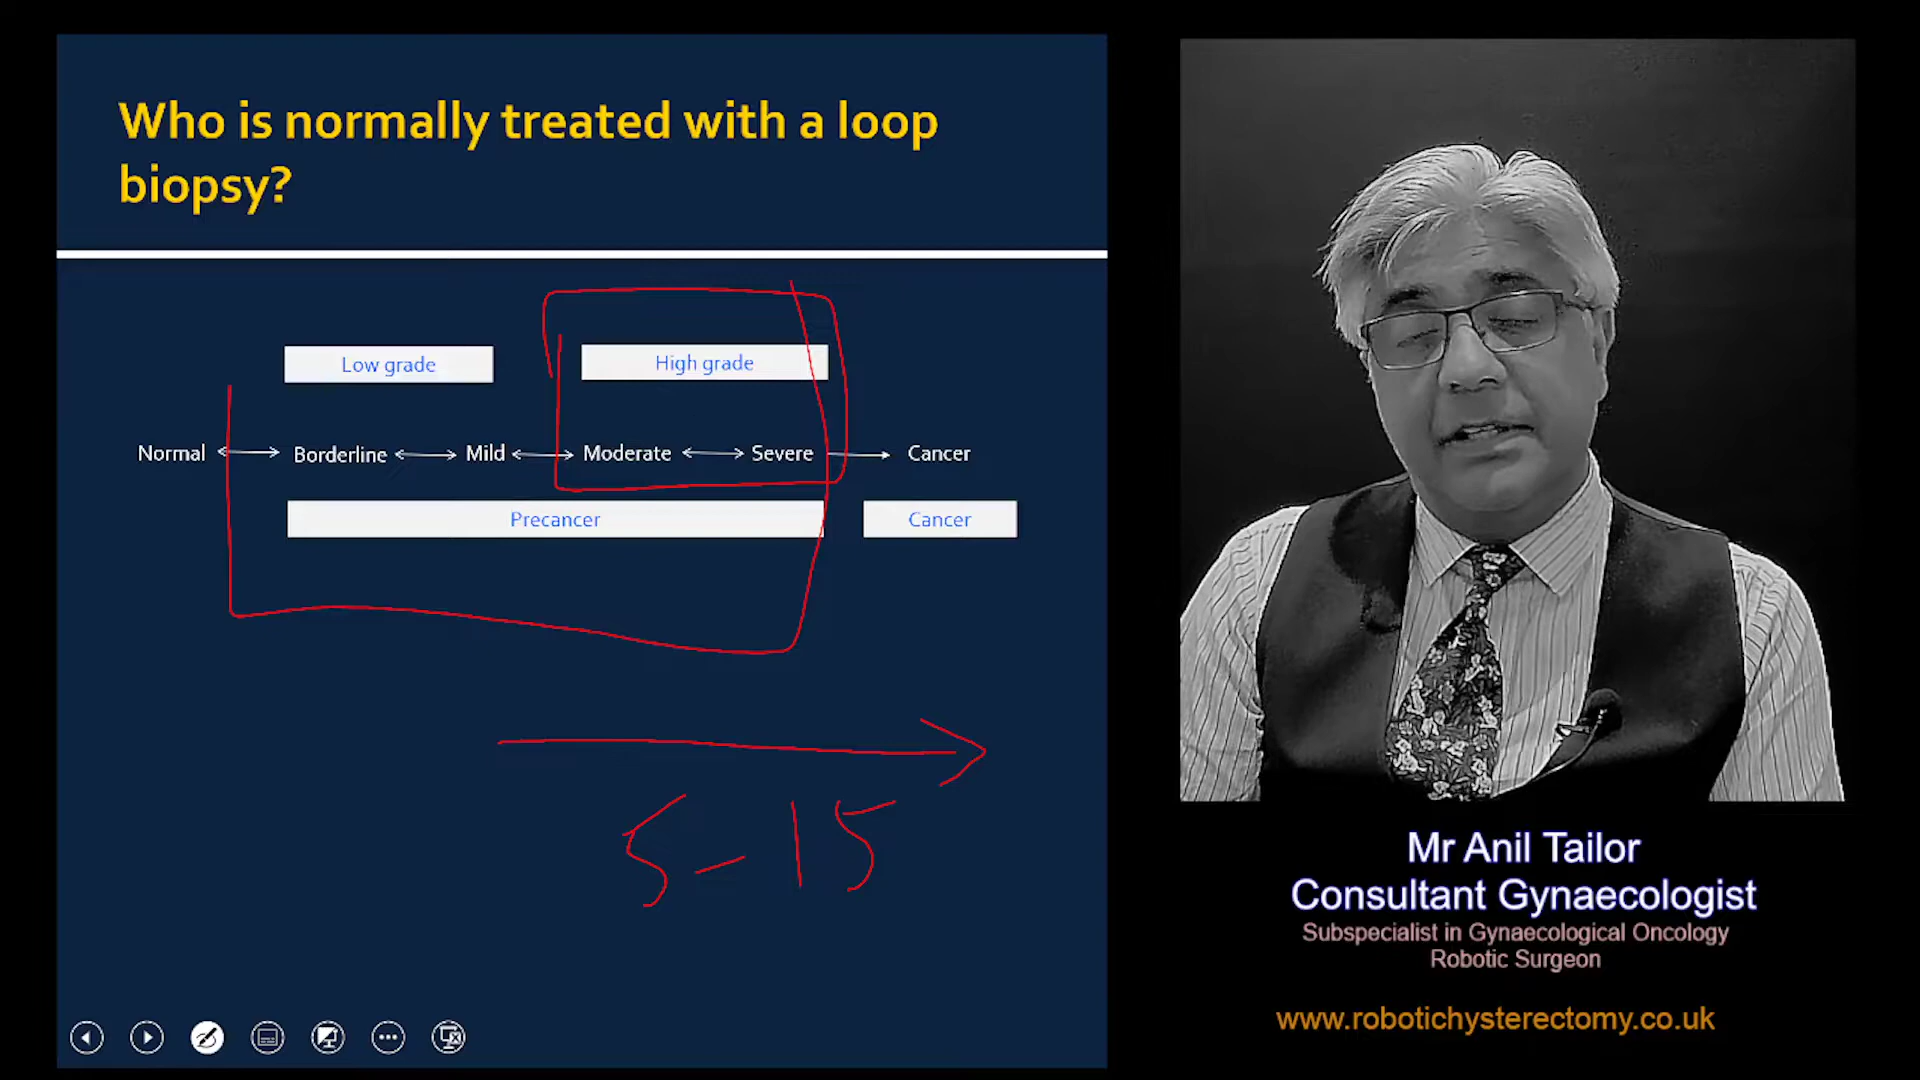 Who is normally treated with a loop
biopsy?
Low grade
High grade
Normal
Borderline
Mild
Moderate
Severe
Cancer
Precancer
Cancer
5-15
Mr Anil Tailor
Consultant Gynaecologist
Subspecialist in Gynaecological Oncology
Robotic Surgeon
www.robotichysterectomy.co.uk